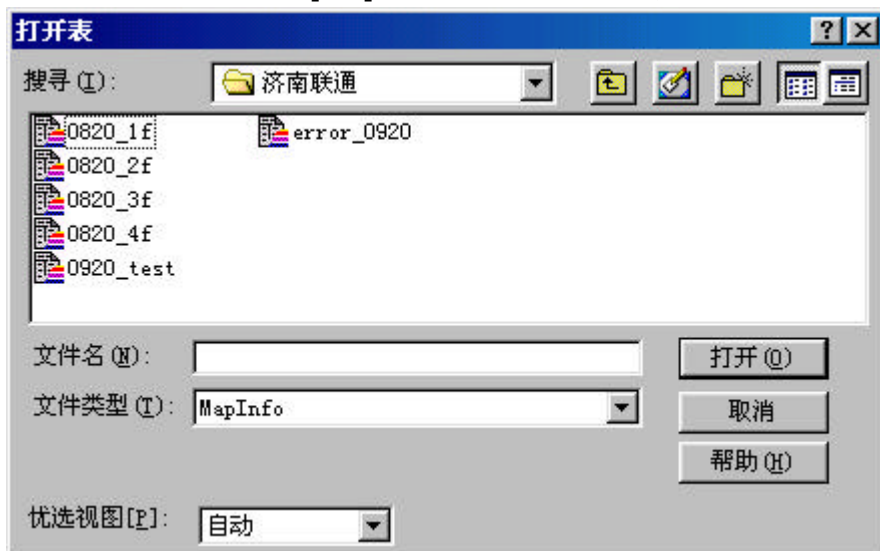 打开表
搜寻(I): 济南联通
0820_1f error_0920
0820_2f
0820_3f
0820_4f
0920_test
文件名(N): 打开(O)
文件类型(T): MapInfo 取消
帮助(H)
优选视图[P]: 自动